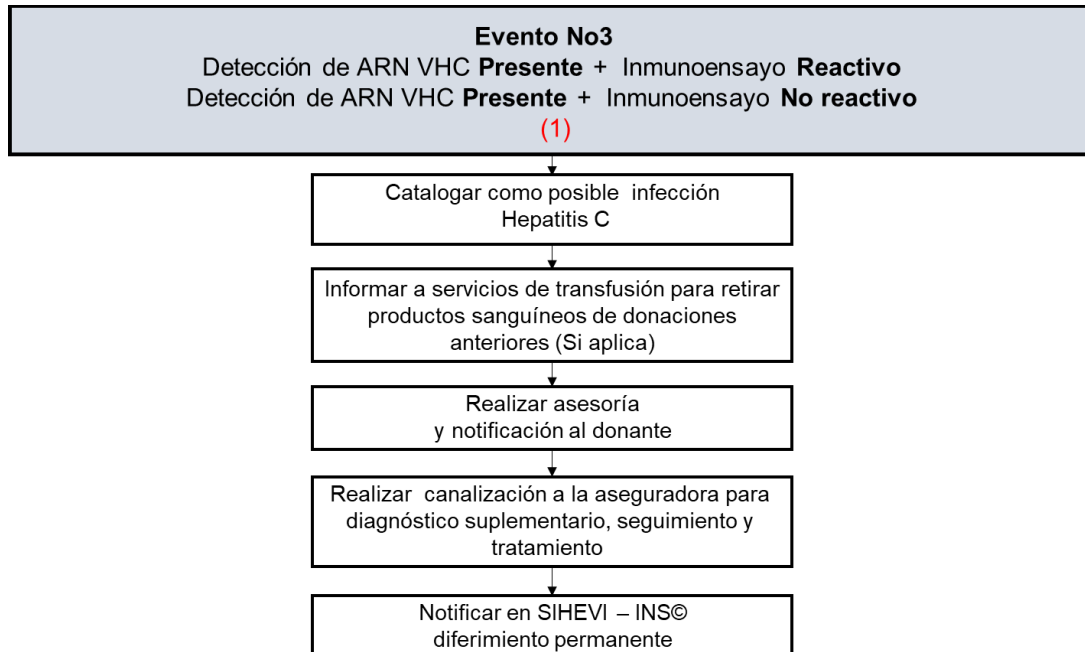 Evento No3
Detección de ARN VHC Presente + Inmunoensayo Reactivo
Detección de ARN VHC Presente + Inmunoensayo No reactivo
(1)
Catalogar como posible infección
Hepatitis C
Informar a servicios de transfusión para retirar
productos sanguíneos de donaciones
anteriores (Si aplica)
Realizar asesoría
y notificación al donante
Realizar canalización a la aseguradora para
diagnóstico suplementario, seguimiento y
tratamiento
Notificar en SIHEVI – INS©
diferimiento permanente